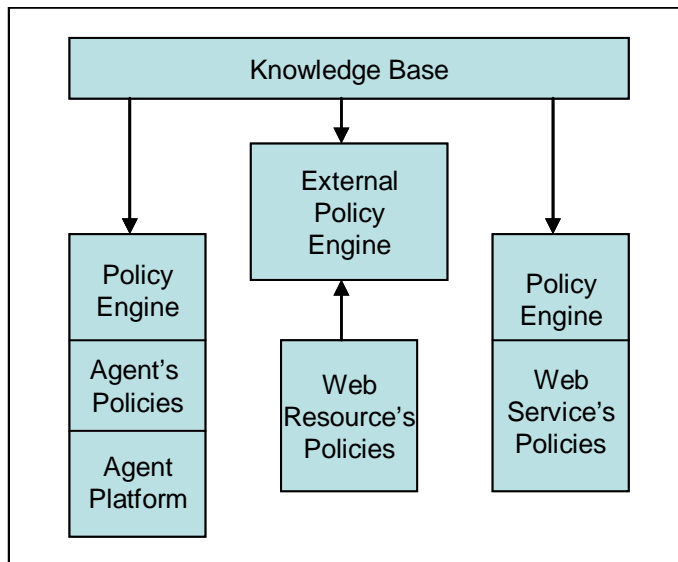 Knowledge Base
External
Policy
Engine
Policy
Engine
Agent's
Policies
Agent
Platform
Web
Resource's
Policies
Policy
Engine
Web
Service's
Policies